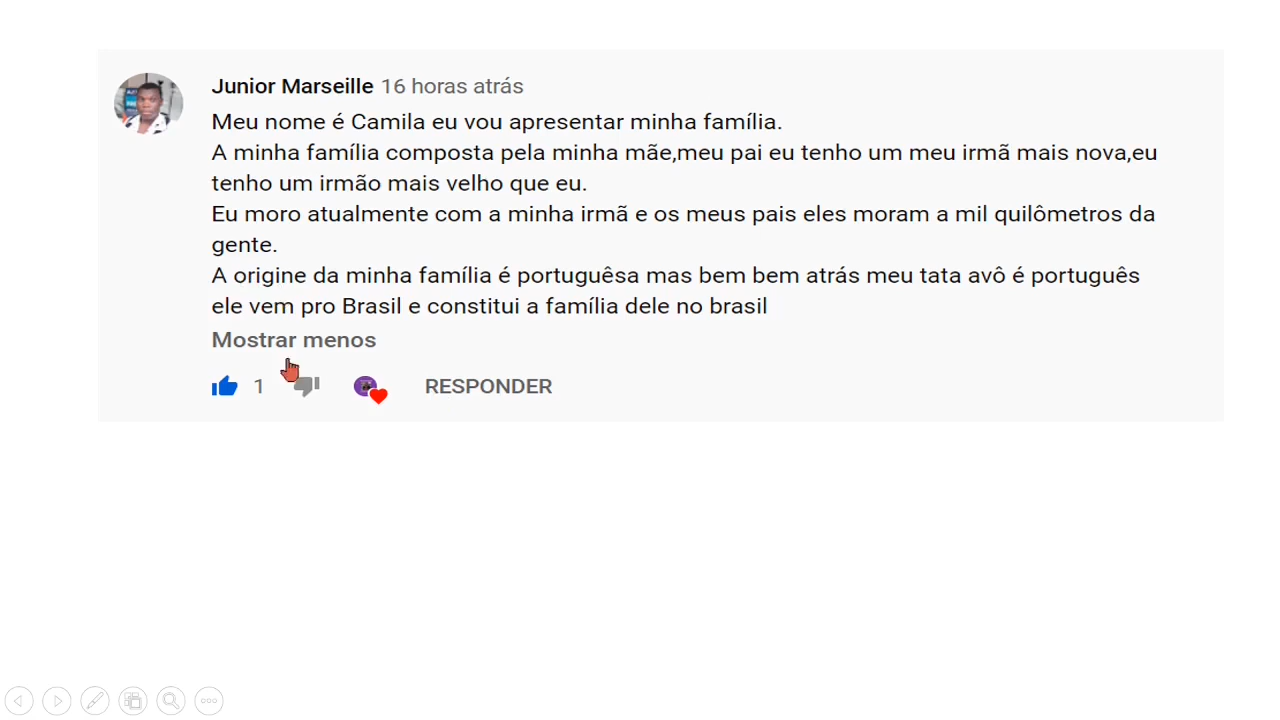 Junior Marseille 16 horas atrás
Meu nome é Camila eu vou apresentar minha família.
A minha família composta pela minha mãe,meu pai eu tenho um meu irmã mais nova,eu
tenho um irmão mais velho que eu.
Eu moro atualmente com a minha irmã e os meus pais eles moram a mil quilômetros da
gente.
A origine da minha família é portuguêsa mas bem bem atrás meu tata avô é português
ele vem pro Brasil e constitui a família dele no brasil
Mostrar menos
1 RESPONDER